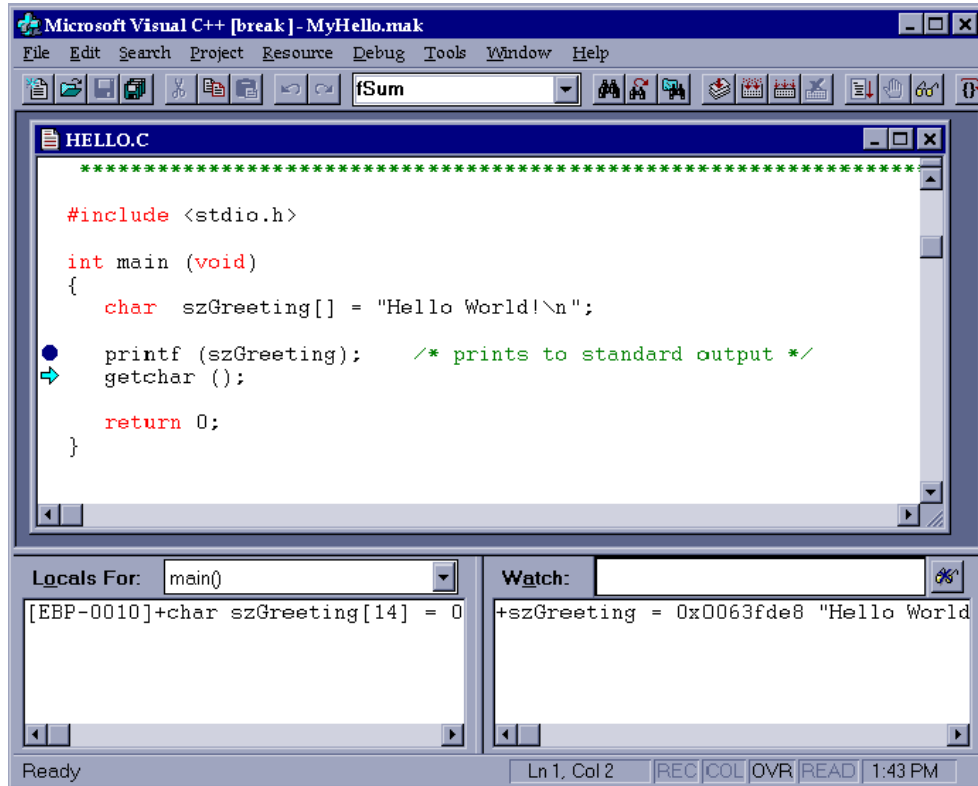 Microsoft Visual C++ [break] - MyHello.mak
File Edit Search Project Resource Debug Tools Window Help
fSum
HELLO.C
******************************************************************
#include <stdio.h>
int main (void)
{
char szGreeting[] = "Hello World!\n";
printf (szGreeting); /* prints to standard output */
getchar ();
return 0;
}
Locals For: main()
Watch:
[EBP-0010]+char szGreeting[14] = 0
+szGreeting = 0x0063fde8 "Hello World
Ready
Ln 1, Col 2 REC COL OVR READ 1:43 PM